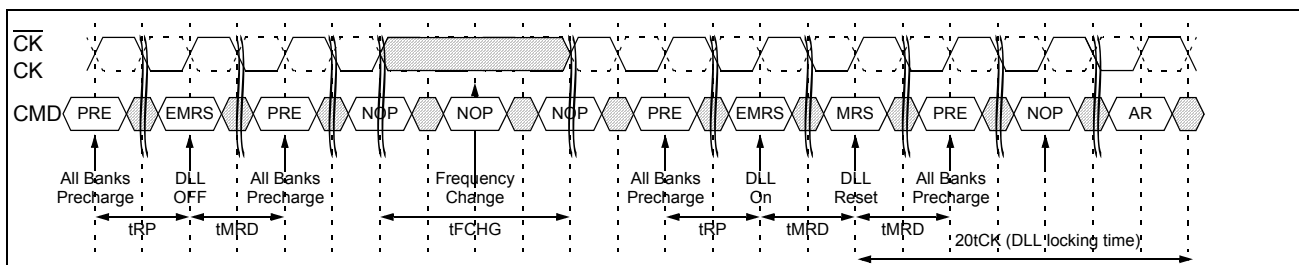 CK
CK
CMD PRE EMRS PRE NOP NOP NOP PRE EMRS MRS PRE NOP AR
All Banks DLL All Banks Frequency All Banks DLL DLL All Banks
Precharge OFF Precharge Change Precharge On Reset Precharge
tRP tMRD tFCHG tRP tMRD tMRD
20tCK (DLL locking time)